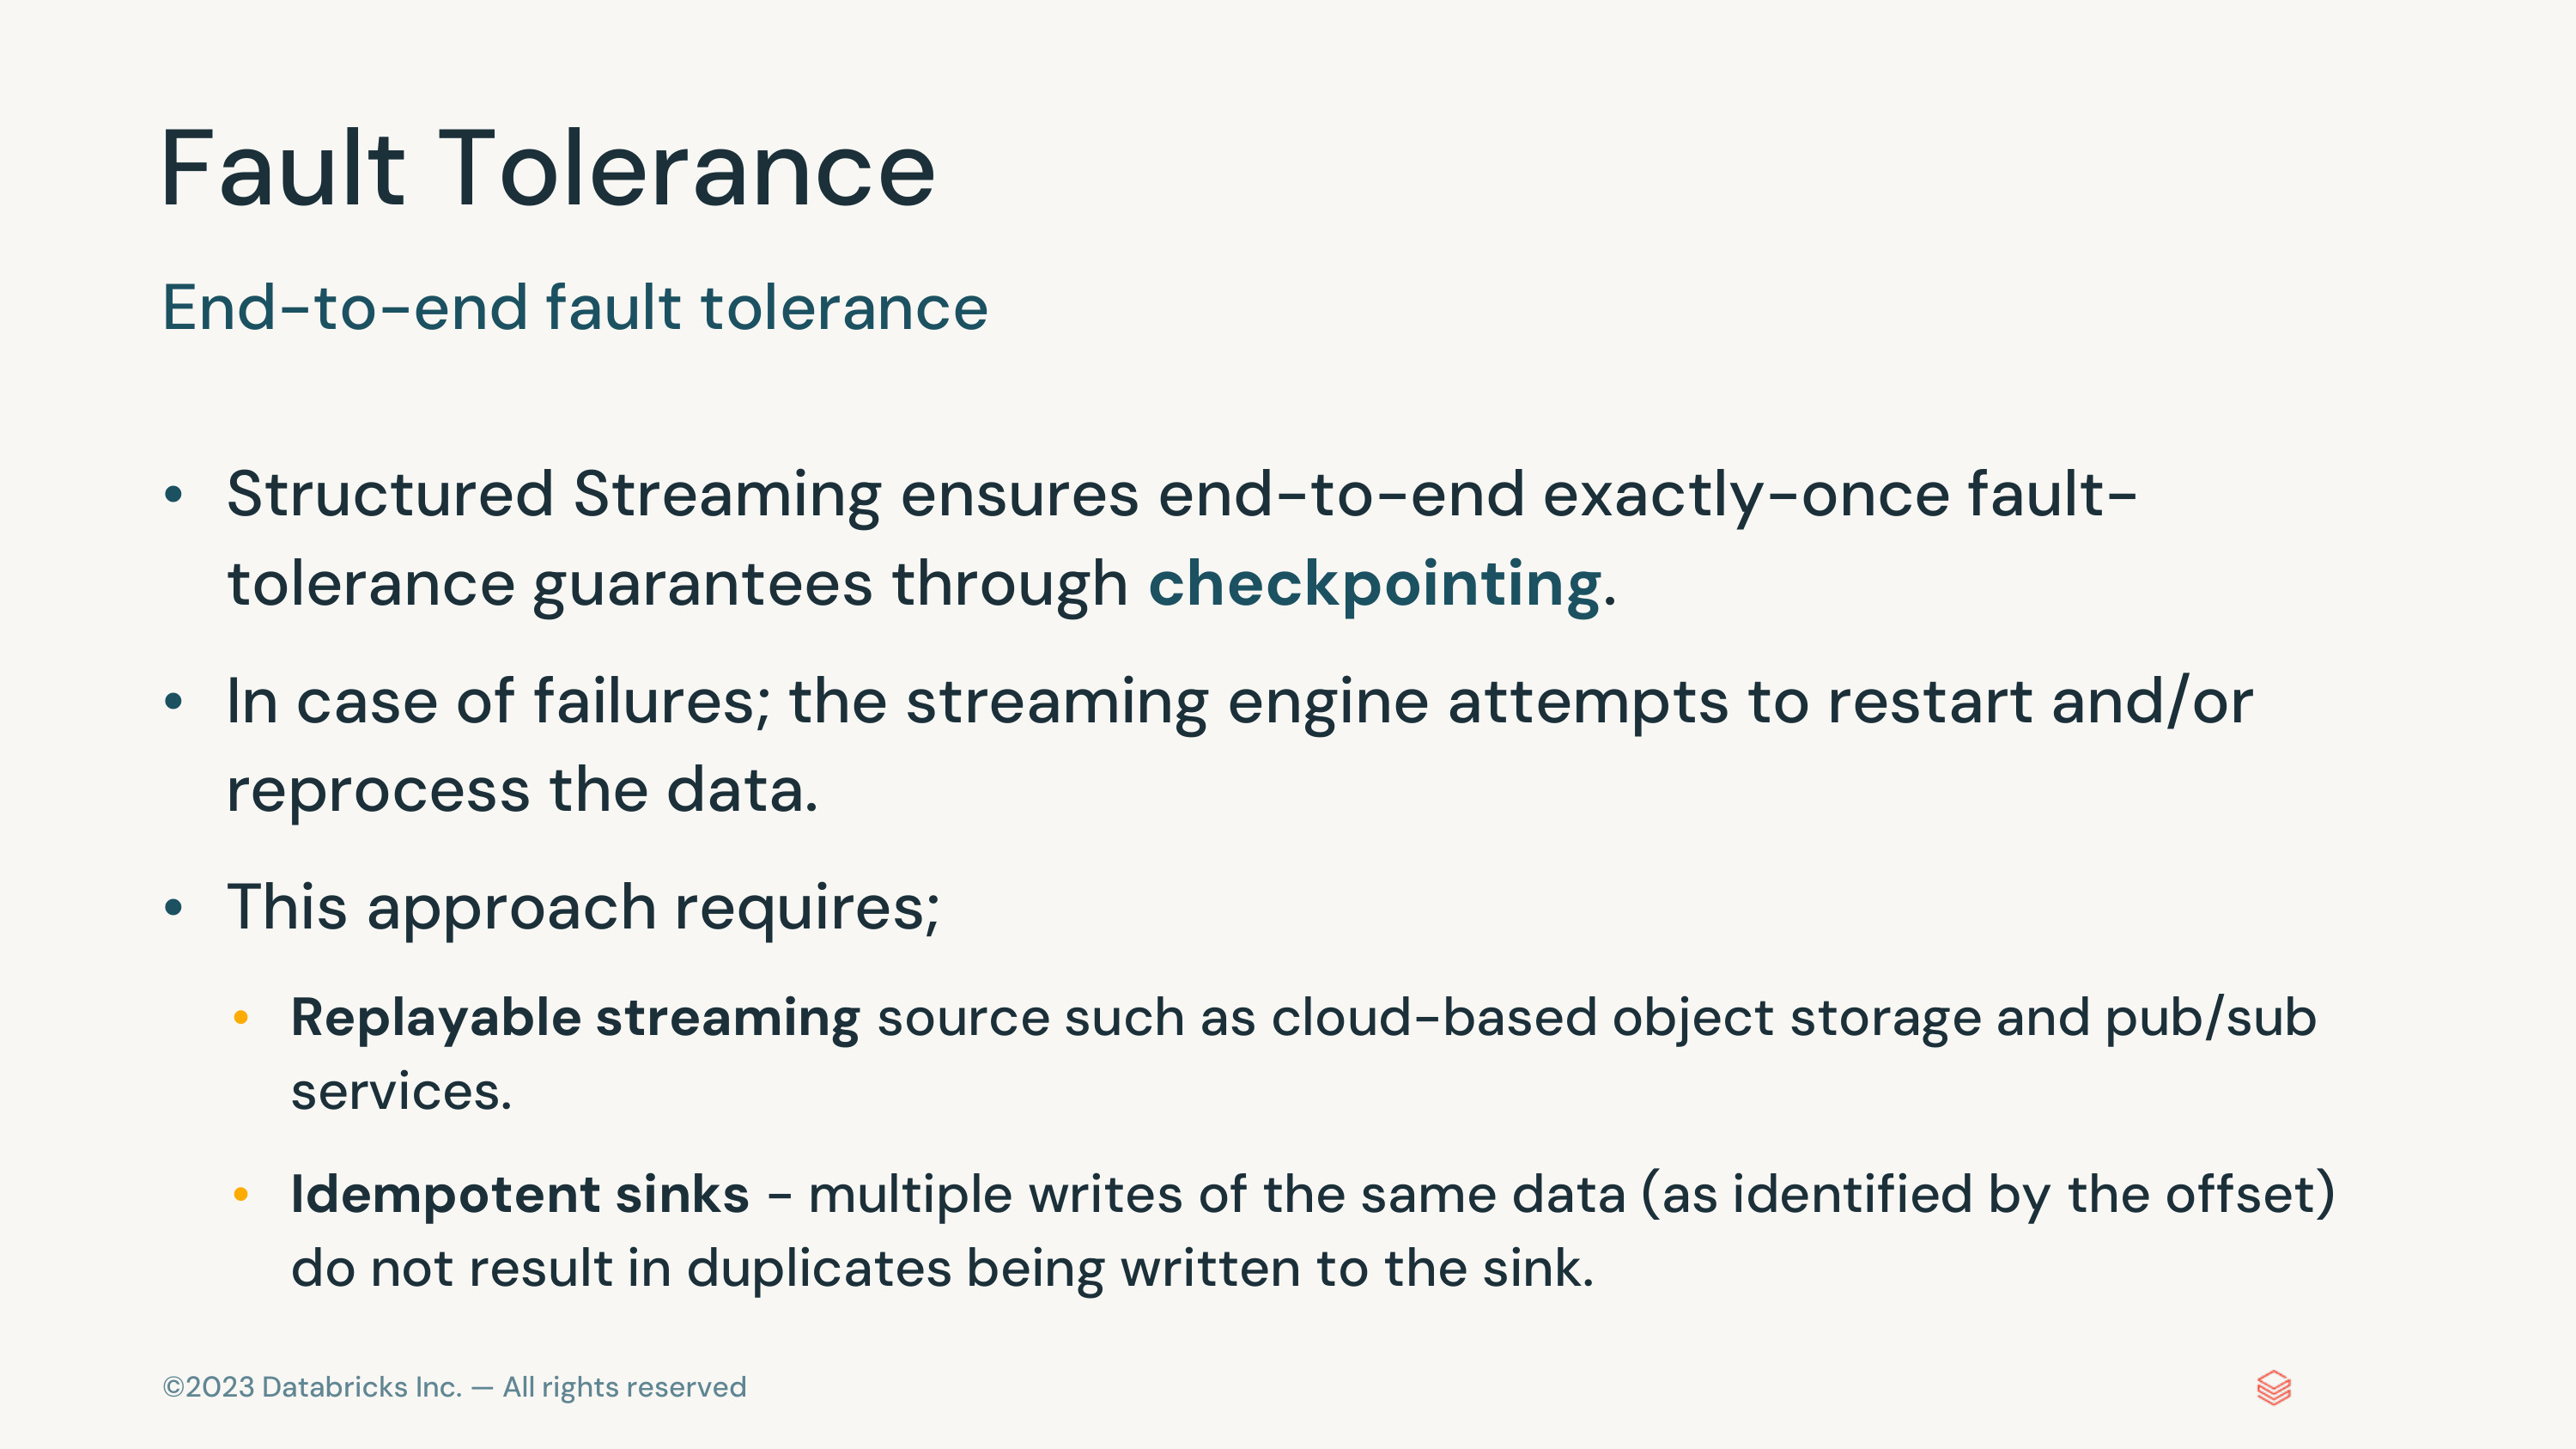 Fault Tolerance
End-to-end fault tolerance
• Structured Streaming ensures end-to-end exactly-once fault-
tolerance guarantees through checkpointing.
• In case of failures; the streaming engine attempts to restart and/or
reprocess the data.
• This approach requires;
• Replayable streaming source such as cloud-based object storage and pub/sub
services.
• Idempotent sinks - multiple writes of the same data (as identified by the offset)
do not result in duplicates being written to the sink.
©2023 Databricks Inc. — All rights reserved